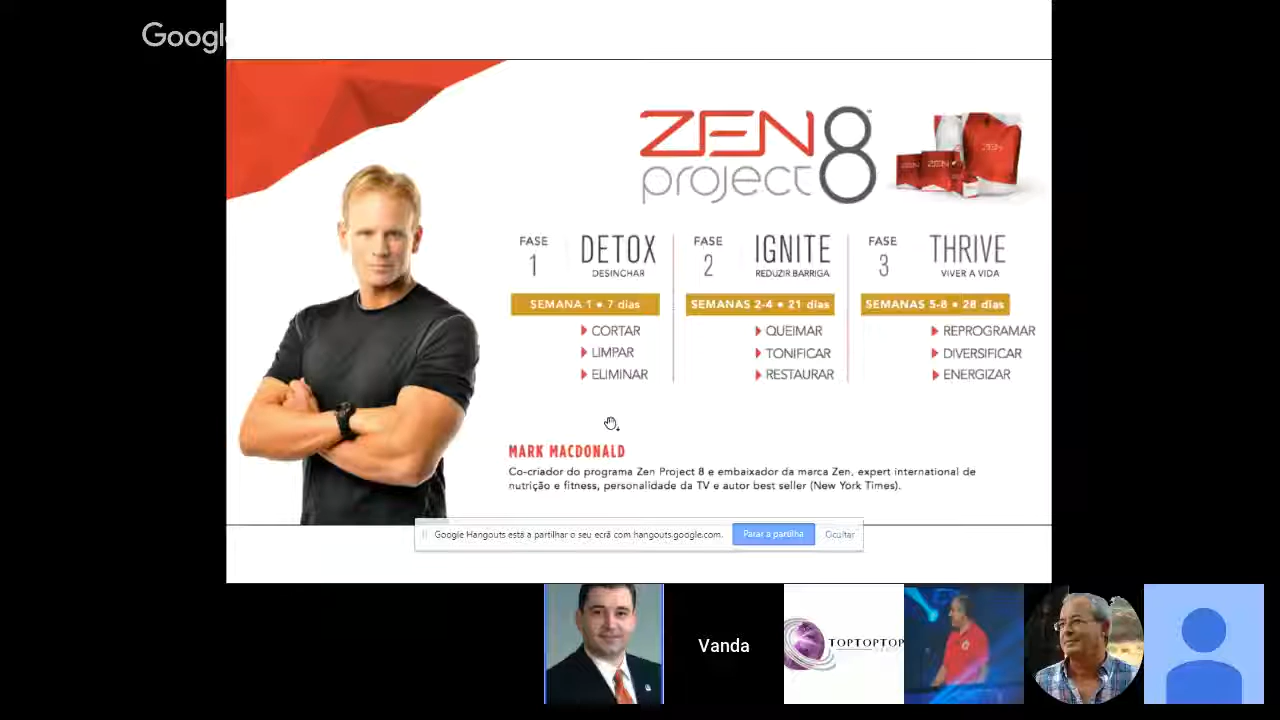 Google
ZEN
project 8™
ZEN
FASE
1
DETOX
DESINCHAR
SEMANA 1 • 7 dias
CORTAR
LIMPAR
ELIMINAR
FASE
2
IGNITE
REDUZIR BARRIGA
SEMANAS 2-4 • 21 dias
QUEIMAR
TONIFICAR
RESTAURAR
FASE
3
THRIVE
VIVER A VIDA
SEMANAS 5-8 • 28 dias
REPROGRAMAR
DIVERSIFICAR
ENERGIZAR
MARK MACDONALD
Co-criador do programa Zen Project 8 e embaixador da marca Zen, expert international de
nutrição e fitness, personalidade da TV e autor best seller (New York Times).
Google Hangouts está a partilhar o seu ecrã com hangouts.google.com.
Parar a partilha
Ocultar
Vanda
TOPTOPTOP